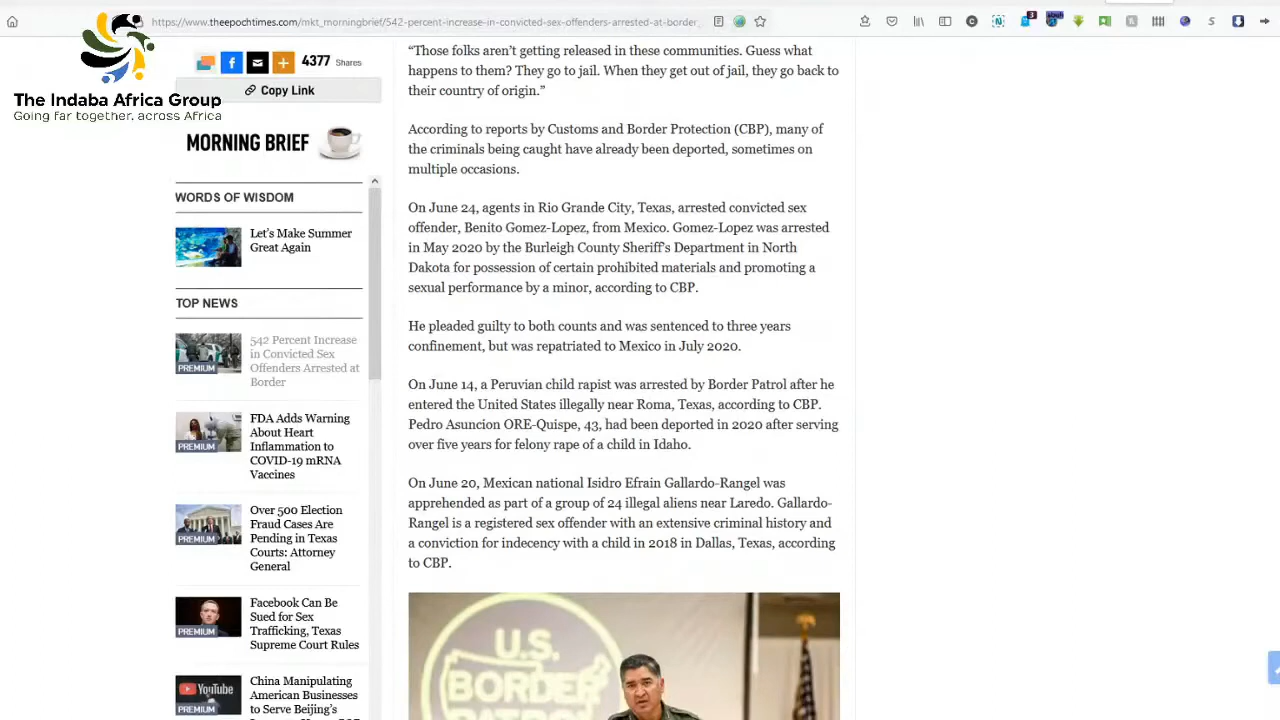 https://www.theepochtimes.com/mkt_morningbrief/542-percent-increase-in-convicted-sex-offenders-arrested-at-border_
3
The Indaba Africa Group
Going far together, across Africa
4377 Shares
Copy Link
MORNING BRIEF
WORDS OF WISDOM
Let's Make Summer
Great Again
TOP NEWS
PREMIUM
542 Percent Increase
in Convicted Sex
Offenders Arrested at
Border
PREMIUM
FDA Adds Warning
About Heart
Inflammation to
COVID-19 mRNA
Vaccines
PREMIUM
Over 500 Election
Fraud Cases Are
Pending in Texas
Courts: Attorney
General
PREMIUM
Facebook Can Be
Sued for Sex
Trafficking, Texas
Supreme Court Rules
YouTube
PREMIUM
China Manipulating
American Businesses
to Serve Beijing's
“Those folks aren’t getting released in these communities. Guess what
happens to them? They go to jail. When they get out of jail, they go back to
their country of origin.”
According to reports by Customs and Border Protection (CBP), many of
the criminals being caught have already been deported, sometimes on
multiple occasions.
On June 24, agents in Rio Grande City, Texas, arrested convicted sex
offender, Benito Gomez-Lopez, from Mexico. Gomez-Lopez was arrested
in May 2020 by the Burleigh County Sheriff’s Department in North
Dakota for possession of certain prohibited materials and promoting a
sexual performance by a minor, according to CBP.
He pleaded guilty to both counts and was sentenced to three years
confinement, but was repatriated to Mexico in July 2020.
On June 14, a Peruvian child rapist was arrested by Border Patrol after he
entered the United States illegally near Roma, Texas, according to CBP.
Pedro Asuncion ORE-Quispe, 43, had been deported in 2020 after serving
over five years for felony rape of a child in Idaho.
On June 20, Mexican national Isidro Efrain Gallardo-Rangel was
apprehended as part of a group of 24 illegal aliens near Laredo. Gallardo-
Rangel is a registered sex offender with an extensive criminal history and
a conviction for indecency with a child in 2018 in Dallas, Texas, according
to CBP.
U.S.
BORDER
PATROL